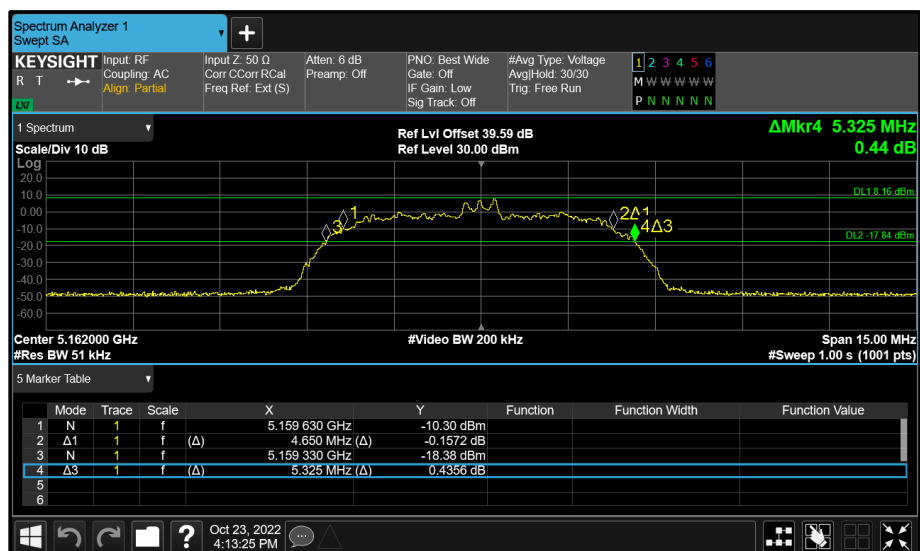 Spectrum Analyzer 1
Swept SA
KEYSIGHT
R T
LXI
Input: RF
Coupling: AC
Align: Partial
Input Z: 50 Ω
Corr CCorr RCal
Freq Ref: Ext (S)
Atten: 6 dB
Preamp: Off
PNO: Best Wide
Gate: Off
IF Gain: Low
Sig Track: Off
#Avg Type: Voltage
Avg|Hold: 30/30
Trig: Free Run
1 2 3 4 5 6
M W W W W W
P N N N N N
1 Spectrum
Scale/Div 10 dB
Ref Lvl Offset 39.59 dB
Ref Level 30.00 dBm
ΔMkr4 5.325 MHz
0.44 dB
Log
20.0
10.0
0.00
-10.0
-20.0
-30.0
-40.0
-50.0
-60.0
DL1 8.16 dBm
1
2Δ1
3
4Δ3
DL2 -17.84 dBm
Center 5.162000 GHz
#Video BW 200 kHz
Span 15.00 MHz
#Res BW 51 kHz
#Sweep 1.00 s (1001 pts)
5 Marker Table
Mode Trace Scale X Y Function Function Width Function Value
1 N 1 f 5.159 630 GHz -10.30 dBm
2 Δ1 1 f (Δ) 4.650 MHz (Δ) -0.1572 dB
3 N 1 f 5.159 330 GHz -18.38 dBm
4 Δ3 1 f (Δ) 5.325 MHz (Δ) 0.4356 dB
5
6
?
Oct 23, 2022
4:13:25 PM